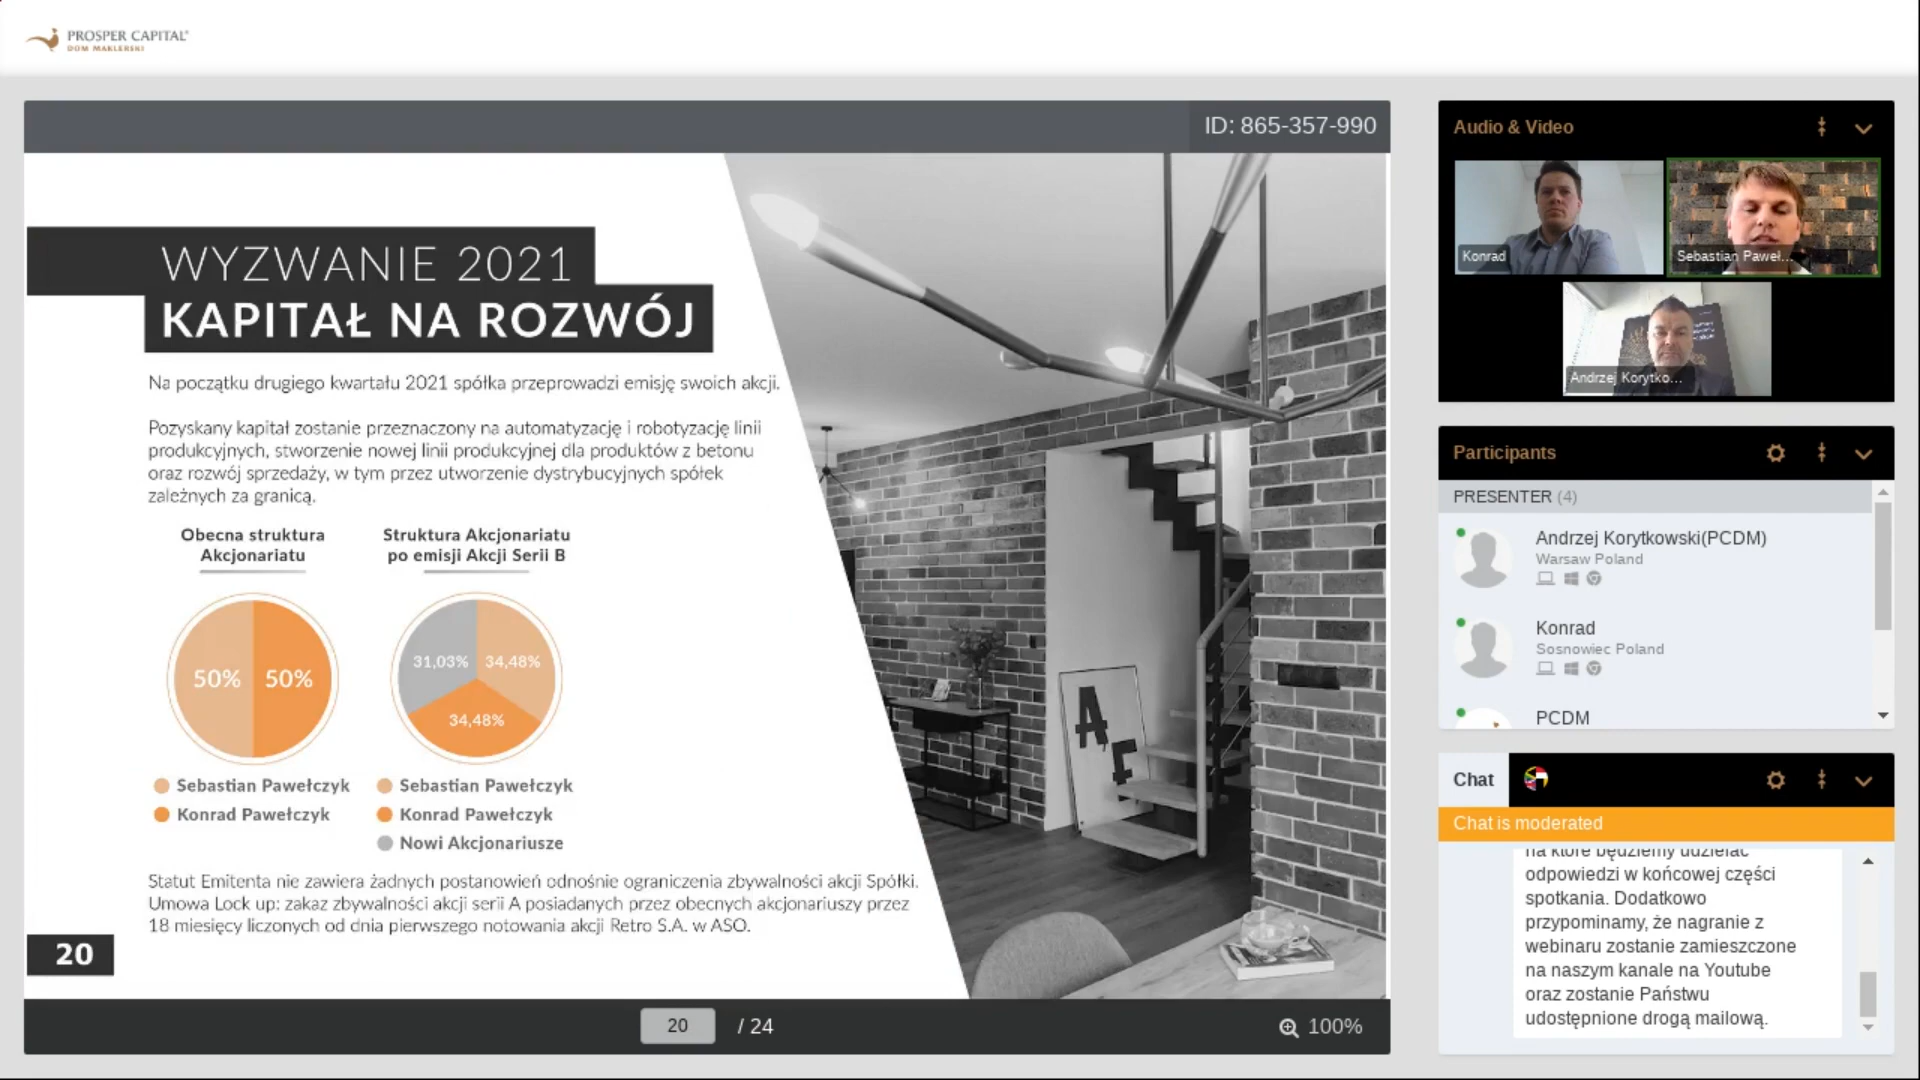 PROSPER CAPITAL
DOM MAKLERSKI
ID: 865-357-990
WYZWANIE 2021
KAPITAŁ NA ROZWÓJ
Na początku drugiego kwartału 2021 spółka przeprowadzi emisję swoich akcji.
Pozyskany kapitał zostanie przeznaczony na automatyzację i robotyzację linii
produkcyjnych, stworzenie nowej linii produkcyjnej dla produktów z betonu
oraz rozwój sprzedaży, w tym przez utworzenie dystrybucyjnych spółek
zależnych za granicą.
Obecna struktura
Akcjonariatu
50% 50%
Sebastian Pawełczyk
Konrad Pawełczyk
Struktura Akcjonariatu
po emisji Akcji Serii B
31,03% 34,48%
34,48%
Sebastian Pawełczyk
Konrad Pawełczyk
Nowi Akcjonariusze
Statut Emitenta nie zawiera żadnych postanowień odnośnie ograniczenia zbywalności akcji Spółki.
Umowa Lock up: zakaz zbywalności akcji serii A posiadanych przez obecnych akcjonariuszy przez
18 miesięcy liczonych od dnia pierwszego notowania akcji Retro S.A. w ASO.
20
A
F
20 / 24
100%
Audio & Video
Konrad
Sebastian Paweł...
Andrzej Korytko...
Participants
PRESENTER (4)
Andrzej Korytkowski(PCDM)
Warsaw Poland
Konrad
Sosnowiec Poland
PCDM
Chat
Chat is moderated
na które będziemy udzielać
odpowiedzi w końcowej części
spotkania. Dodatkowo
przypominamy, że nagranie z
webinaru zostanie zamieszczone
na naszym kanale na Youtube
oraz zostanie Państwu
udostępnione drogą mailową.